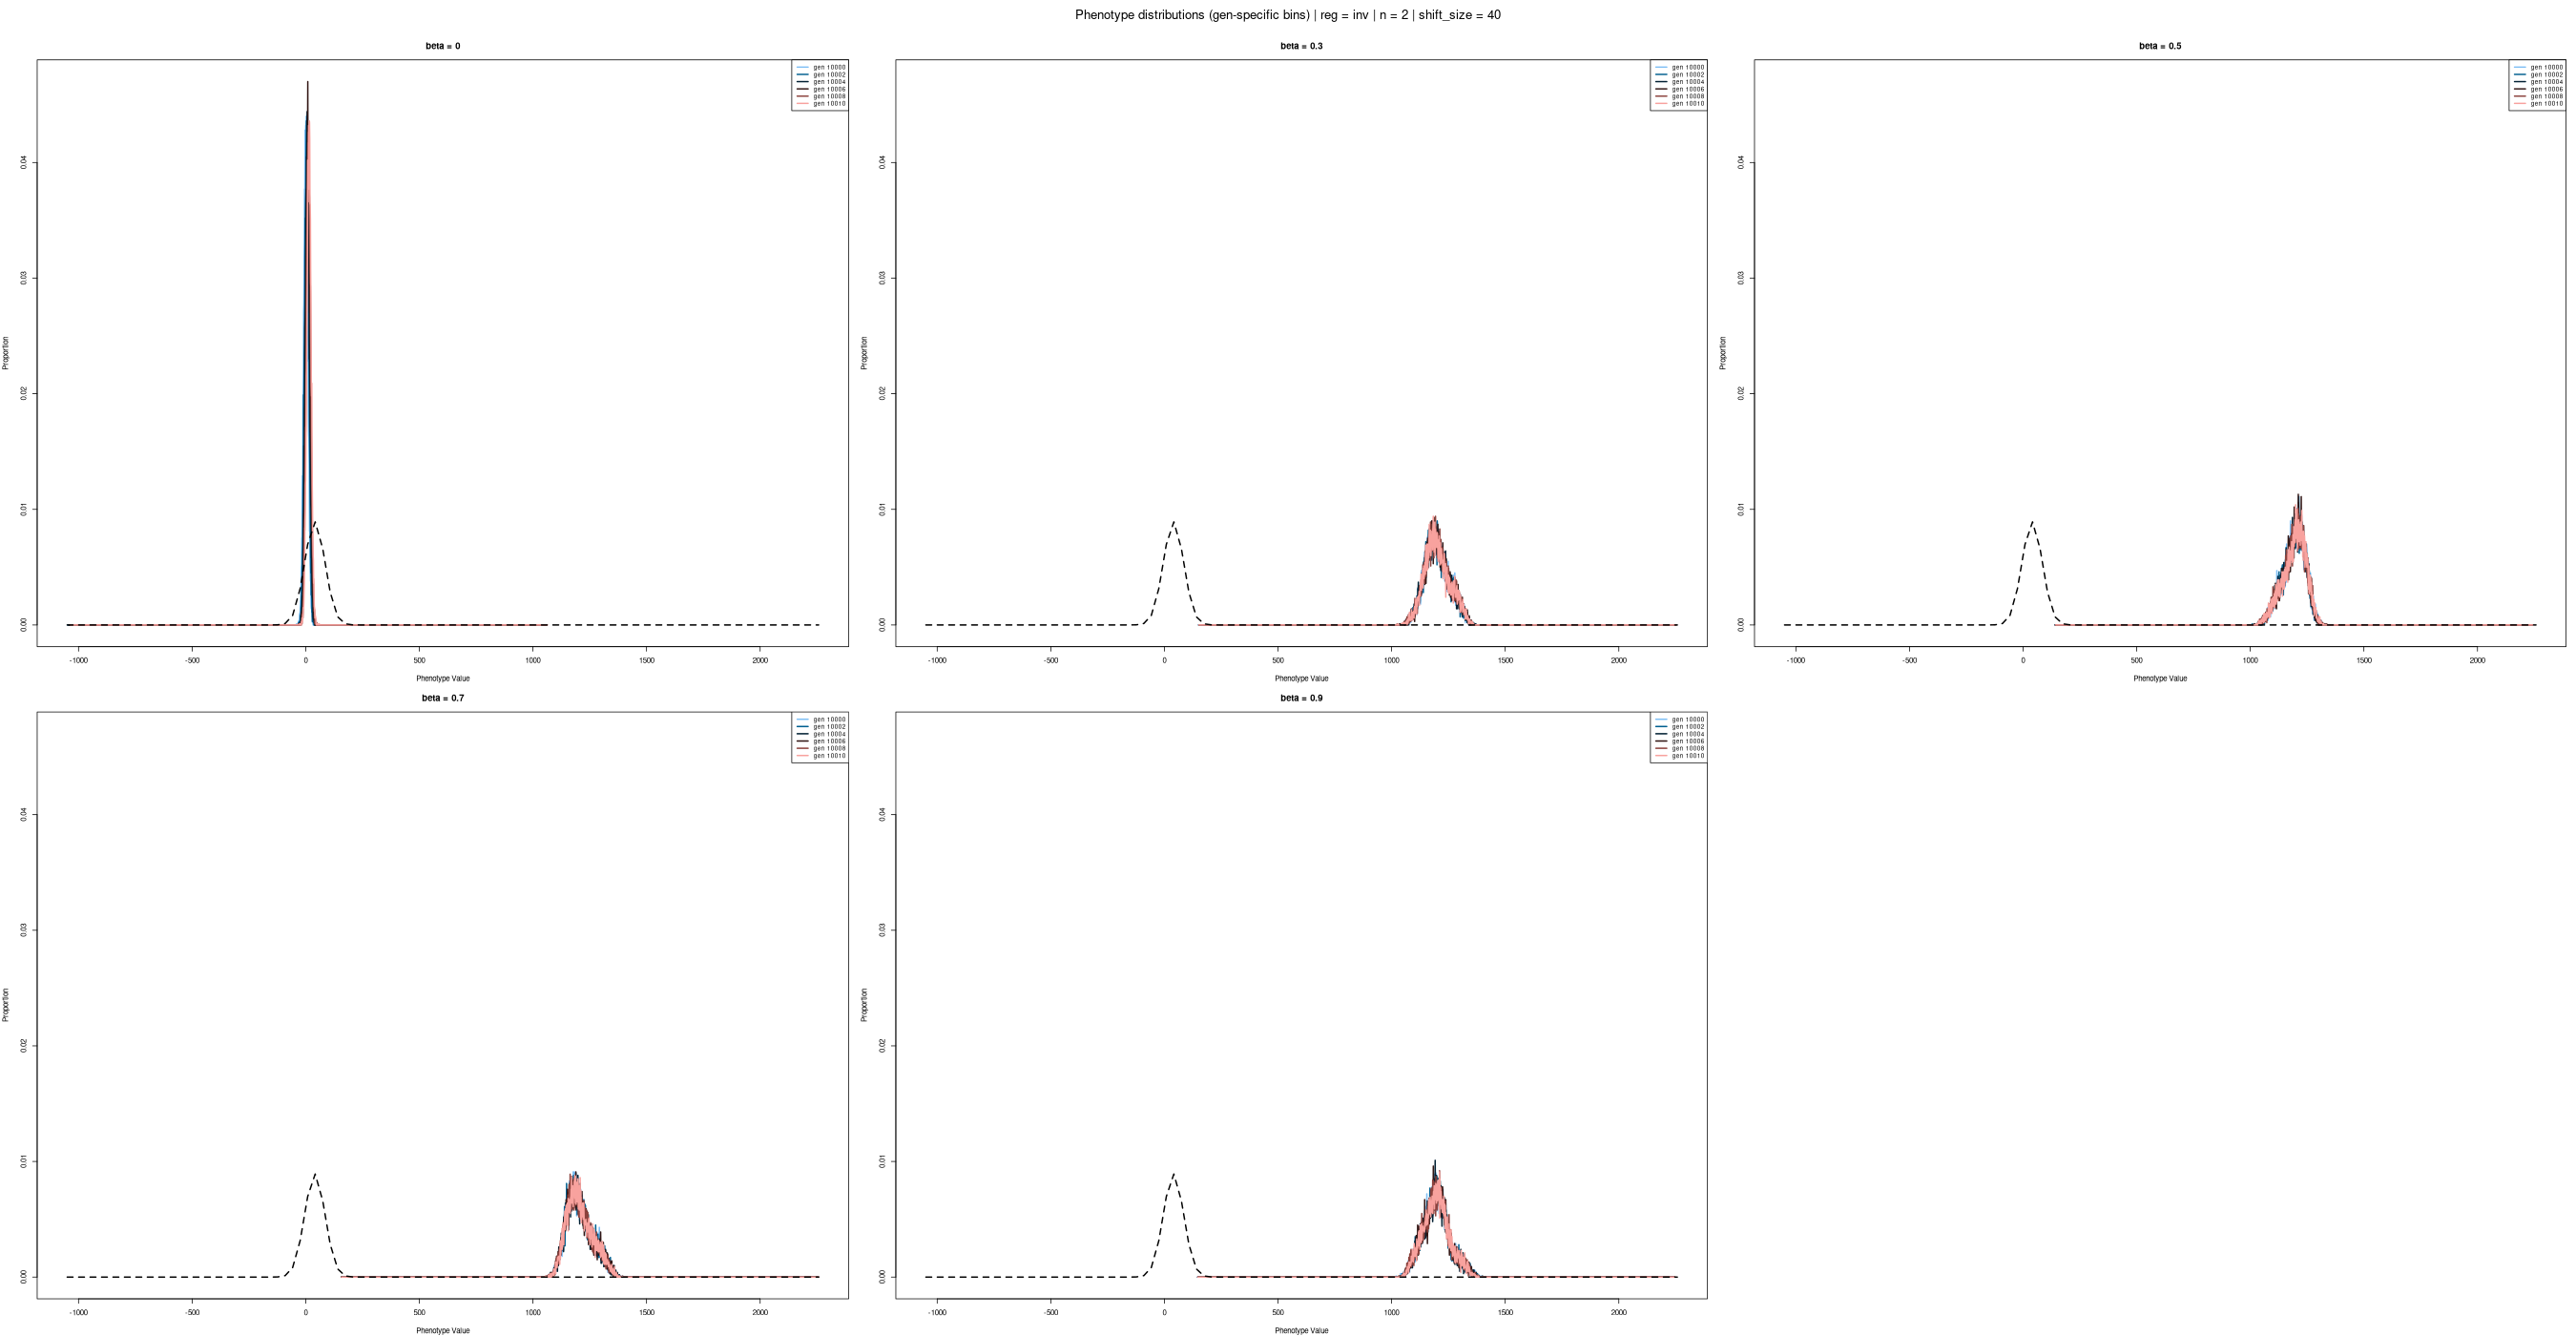 Phenotype distributions (gen-specific bins) | reg = inv | n = 2 | shift_size = 40
beta = 0
gen 10000
gen 10002
gen 10004
gen 10006
gen 10008
gen 10010
Proportion
0.04
0.03
0.02
0.01
0.00
-1000 -500 0 500 1000 1500 2000
Phenotype Value
beta = 0.3
gen 10000
gen 10002
gen 10004
gen 10006
gen 10008
gen 10010
Proportion
0.04
0.03
0.02
0.01
0.00
-1000 -500 0 500 1000 1500 2000
Phenotype Value
beta = 0.5
gen 10000
gen 10002
gen 10004
gen 10006
gen 10008
gen 10010
Proportion
0.04
0.03
0.02
0.01
0.00
-1000 -500 0 500 1000 1500 2000
Phenotype Value
beta = 0.7
gen 10000
gen 10002
gen 10004
gen 10006
gen 10008
gen 10010
Proportion
0.04
0.03
0.02
0.01
0.00
-1000 -500 0 500 1000 1500 2000
Phenotype Value
beta = 0.9
gen 10000
gen 10002
gen 10004
gen 10006
gen 10008
gen 10010
Proportion
0.04
0.03
0.02
0.01
0.00
-1000 -500 0 500 1000 1500 2000
Phenotype Value